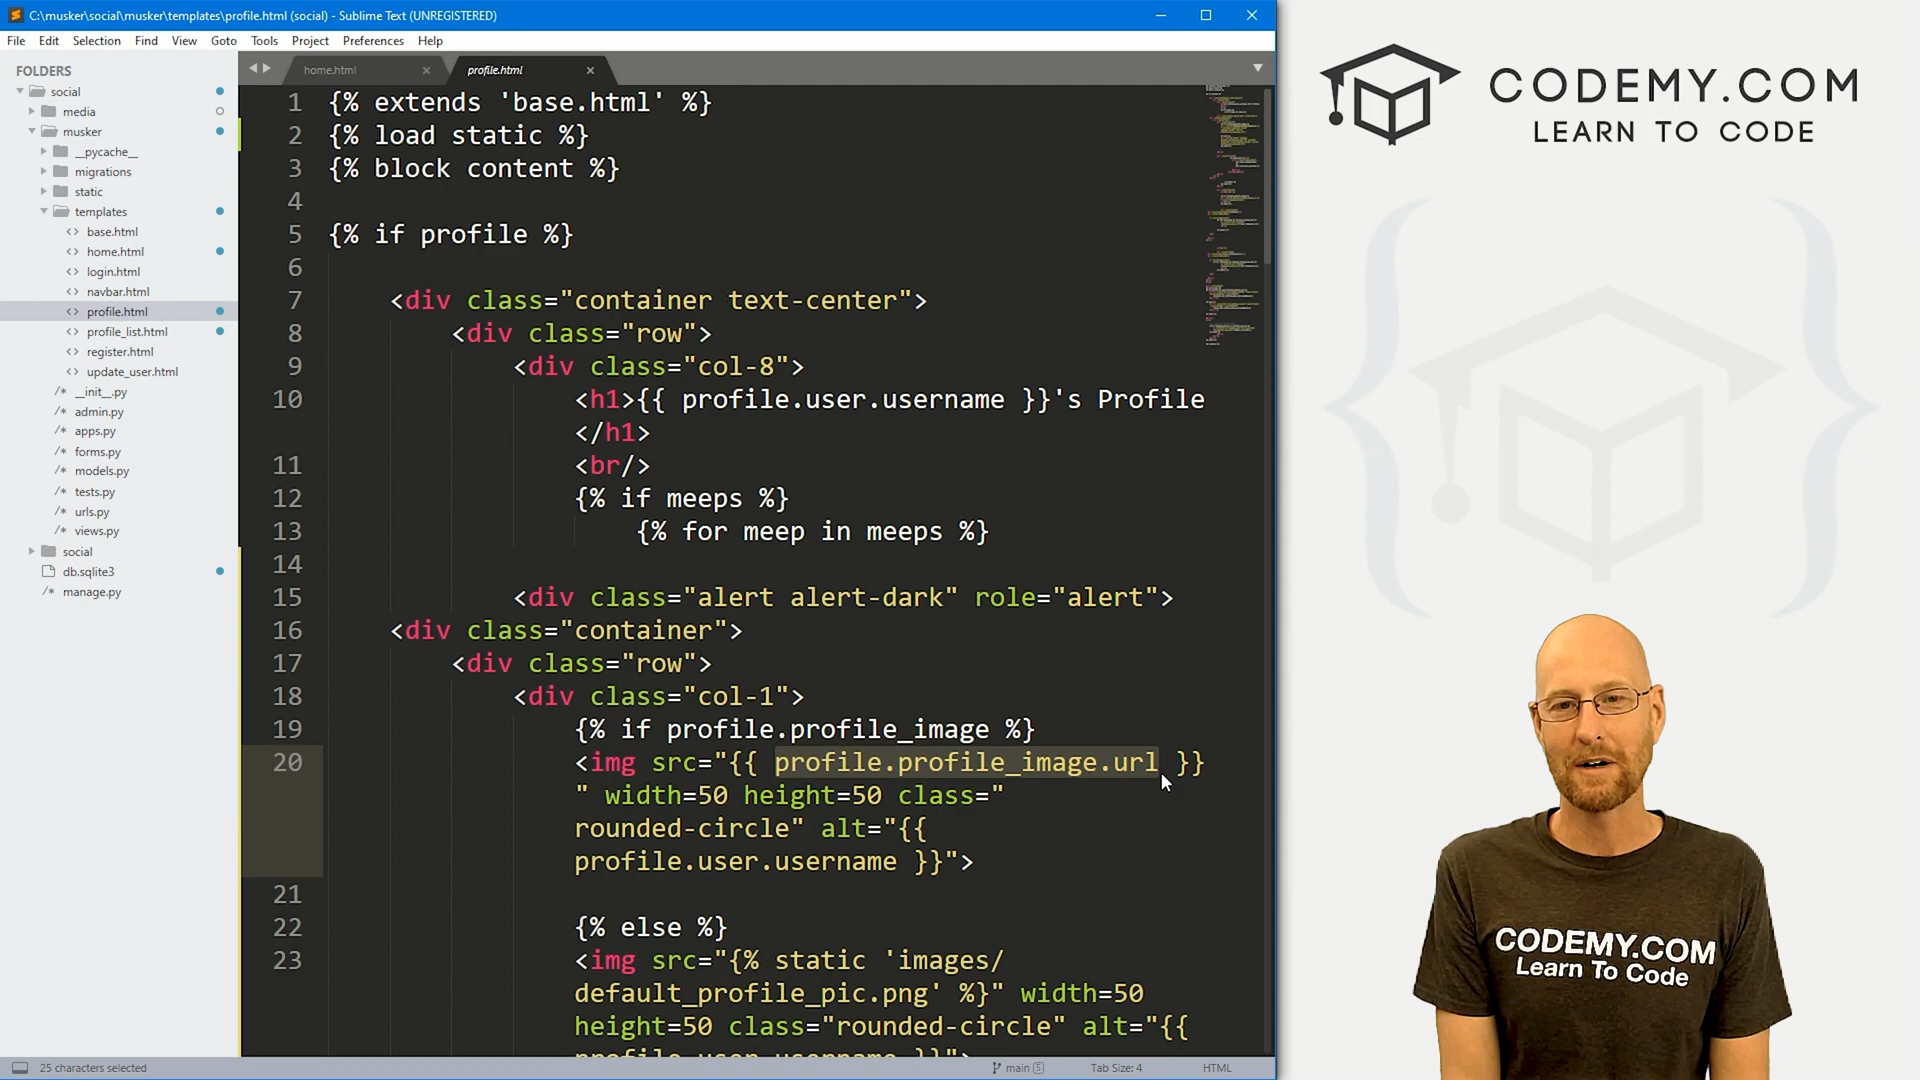 C:\musker\social\musker\templates\profile.html (social) - Sublime Text (UNREGISTERED)
File Edit Selection Find View Goto Tools Project Preferences Help
FOLDERS
social
media
musker
__pycache__
migrations
static
templates
base.html
home.html
login.html
navbar.html
profile.html
profile_list.html
register.html
update_user.html
__init__.py
admin.py
apps.py
forms.py
models.py
tests.py
urls.py
views.py
social
db.sqlite3
manage.py
home.html
profile.html
1 {% extends 'base.html' %}
2 {% load static %}
3 {% block content %}
4
5 {% if profile %}
6
7 <div class="container text-center">
8 <div class="row">
9 <div class="col-8">
10 <h1>{{ profile.user.username }}'s Profile
</h1>
11 <br/>
12 {% if meeps %}
13 {% for meep in meeps %}
14
15 <div class="alert alert-dark" role="alert">
16 <div class="container">
17 <div class="row">
18 <div class="col-1">
19 {% if profile.profile_image %}
20 <img src="{{ profile.profile_image.url }}
" width=50 height=50 class="
rounded-circle" alt="{{
profile.user.username }}">
21
22 {% else %}
23 <img src="{% static 'images/
default_profile_pic.png' %}" width=50
height=50 class="rounded-circle" alt="{{
profile.user.username }}">
25 characters selected
main
Tab Size: 4
HTML
CODEMY.COM
LEARN TO CODE
CODEMY.COM
Learn To Code